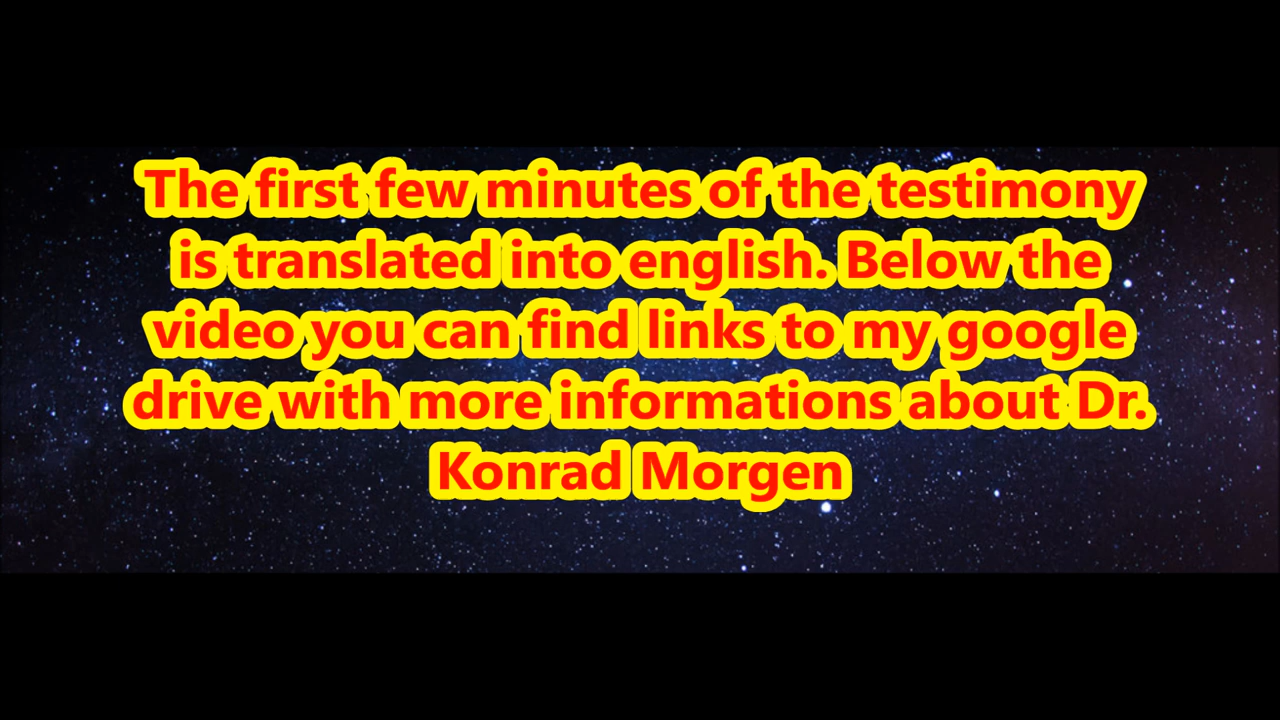 The first few minutes of the testimony
is translated into english. Below the
video you can find links to my google
drive with more informations about Dr.
Konrad Morgen